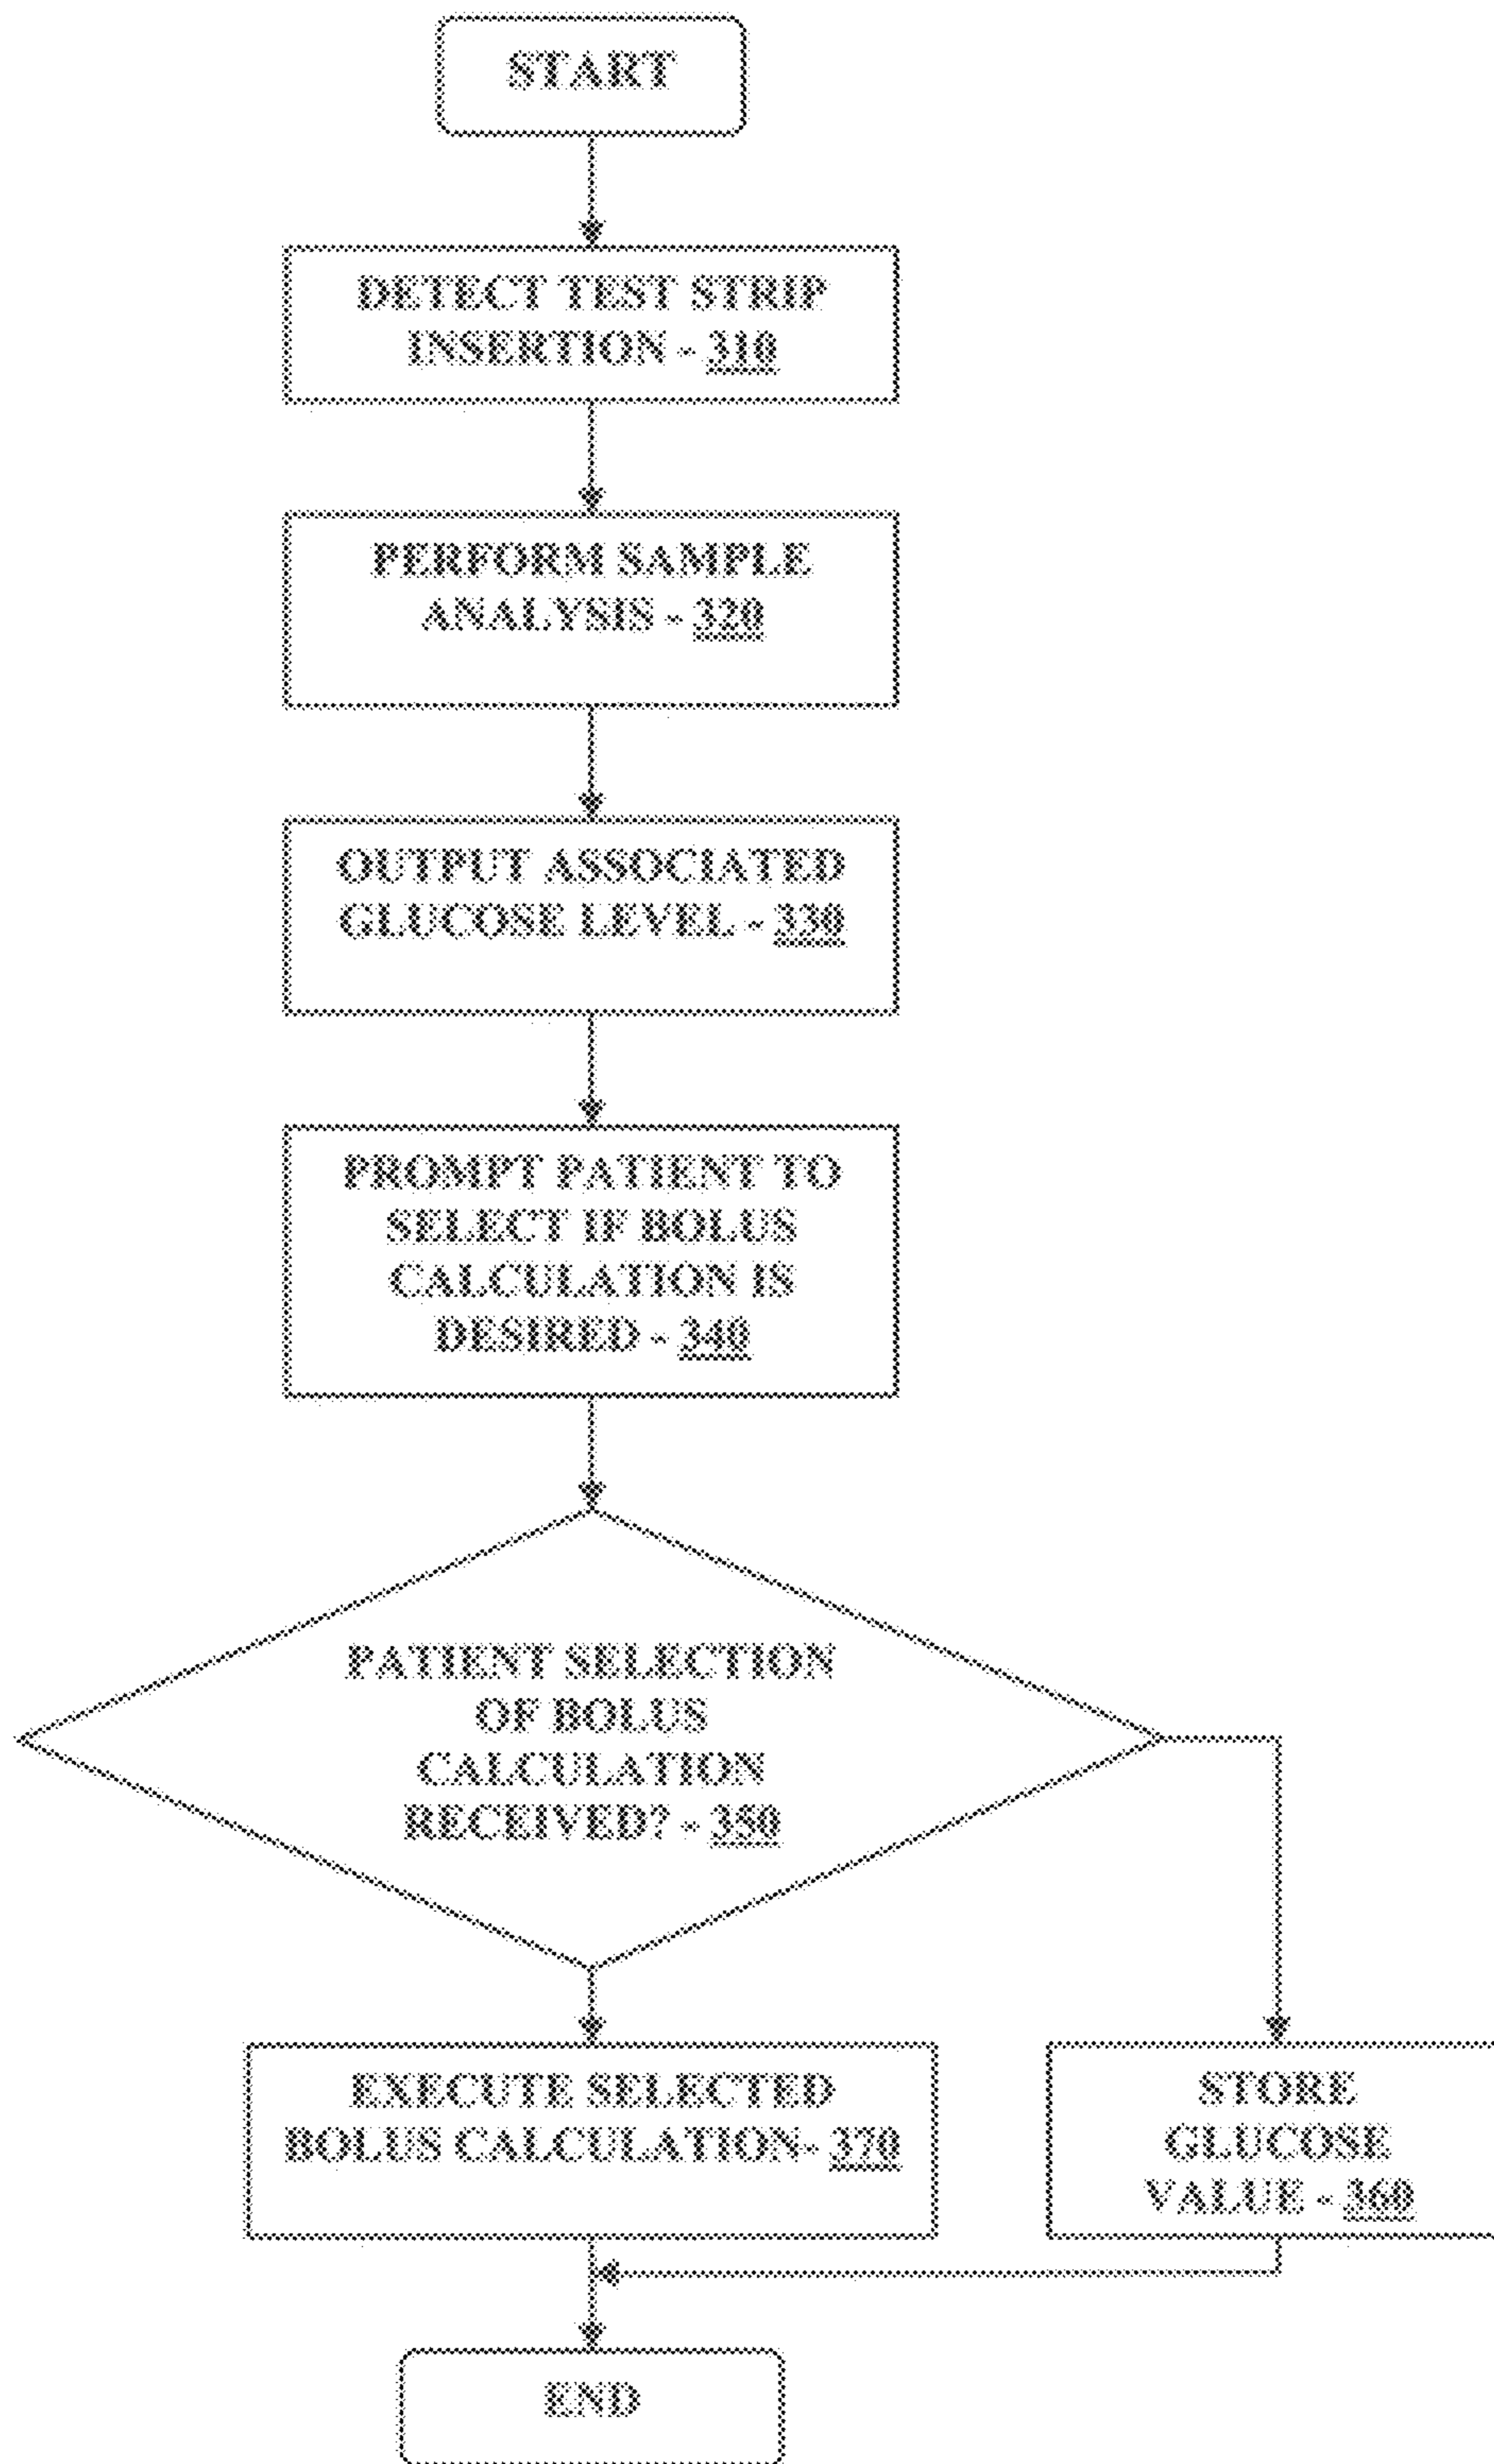 START
DETECT TEST STRIP
INSERTION - 310
PERFORM SAMPLE
ANALYSIS - 320
OUTPUT ASSOCIATED
GLUCOSE LEVEL - 330
PROMPT PATIENT TO
SELECT IF BOLUS
CALCULATION IS
DESIRED - 340
PATIENT SELECTION
OF BOLUS
CALCULATION
RECEIVED? - 350
EXECUTE SELECTED
BOLUS CALCULATION- 370
STORE
GLUCOSE
VALUE - 360
END